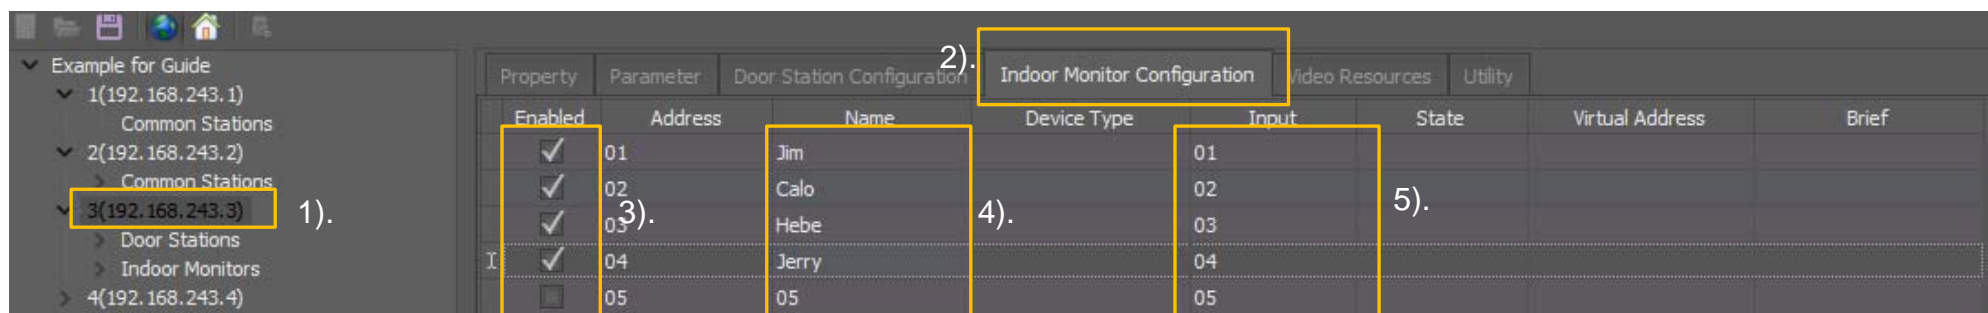 Example for Guide
1(192.168.243.1)
Common Stations
2(192.168.243.2)
Common Stations
3(192.168.243.3)
Door Stations
Indoor Monitors
4(192.168.243.4)
1).
2).
Property Parameter Door Station Configuration Indoor Monitor Configuration Video Resources Utility
Enabled Address Name Device Type Input State Virtual Address Brief
01 Jim 01
02 Calo 02
03 Hebe 03
04 Jerry 04
05 05 05
3).
4).
5).